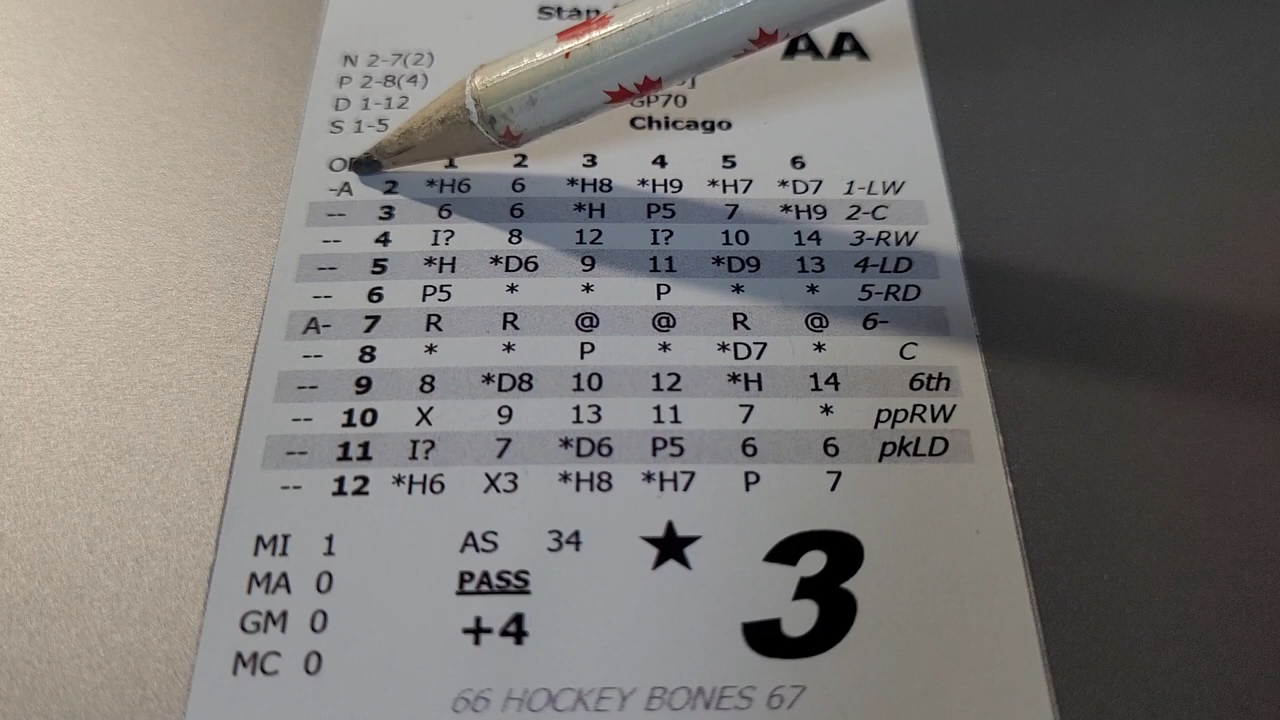 Stan
AA
N 2-7(2)
P 2-8(4)
D 1-12 GP70
S 1-5 Chicago
1 2 3 4 5 6
-A 2 *H6 6 *H8 *H9 *H7 *D7 1-LW
-- 3 6 6 *H P5 7 *H9 2-C
-- 4 I? 8 12 I? 10 14 3-RW
-- 5 *H *D6 9 11 *D9 13 4-LD
-- 6 P5 * * P * * 5-RD
A- 7 R R @ @ R @ 6-
-- 8 * * P * *D7 * C
-- 9 8 *D8 10 12 *H 14 6th
-- 10 X 9 13 11 7 * ppRW
-- 11 I? 7 *D6 P5 6 6 pkLD
-- 12 *H6 X3 *H8 *H7 P 7
MI 1 AS 34 ★ 3
MA 0 PASS
GM 0 +4
MC 0
66 HOCKEY BONES 67